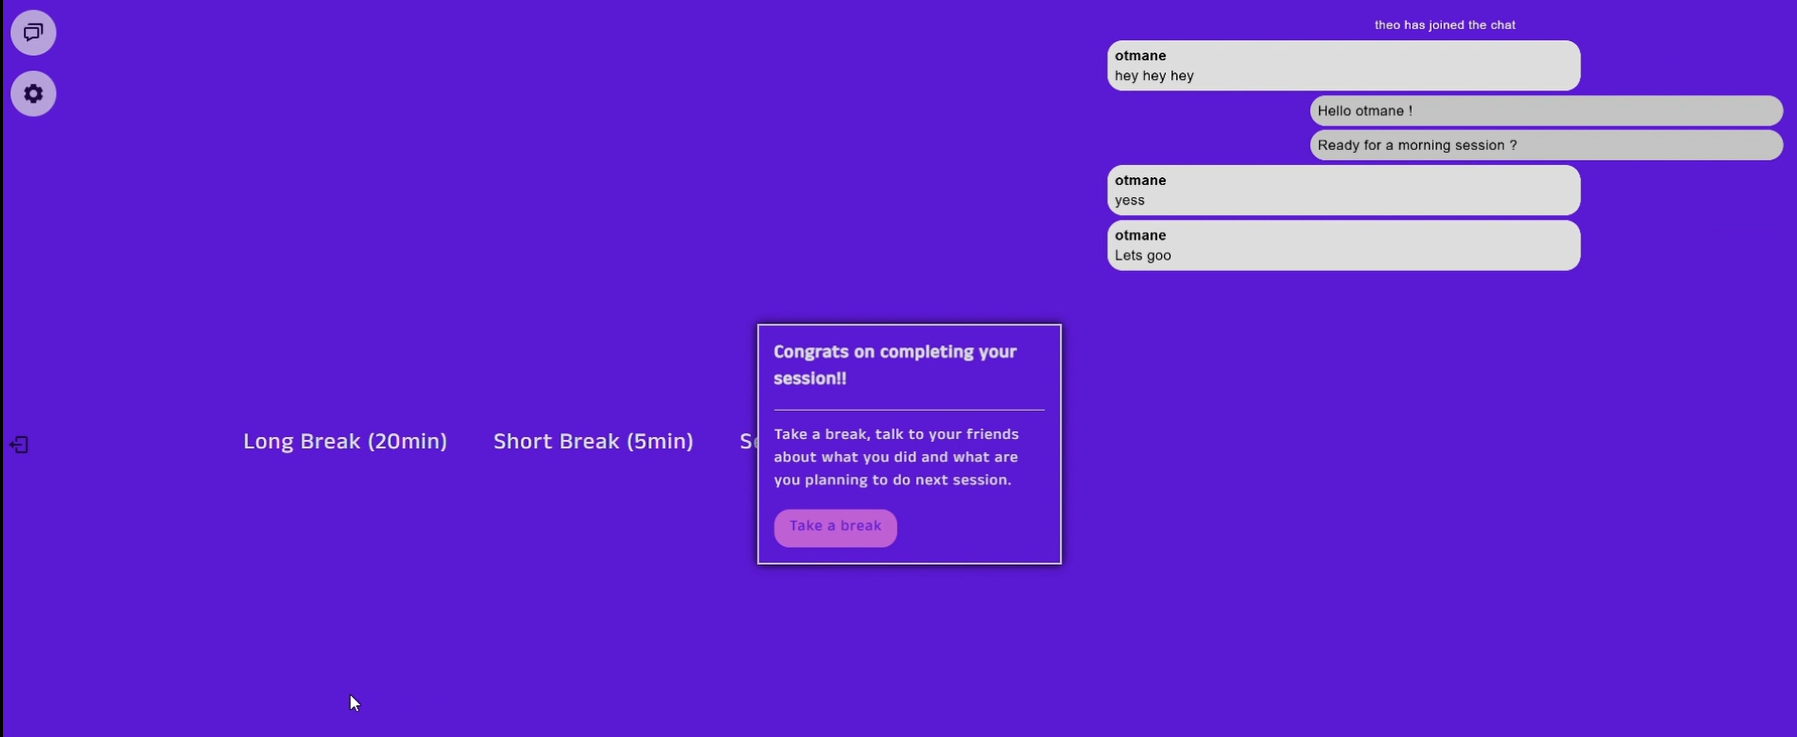 theo has joined the chat
otmane
hey hey hey
Hello otmane !
Ready for a morning session ?
otmane
yess
otmane
Lets goo
Long Break (20min)
Short Break (5min)
Congrats on completing your
session!!
Take a break, talk to your friends
about what you did and what are
you planning to do next session.
Take a break